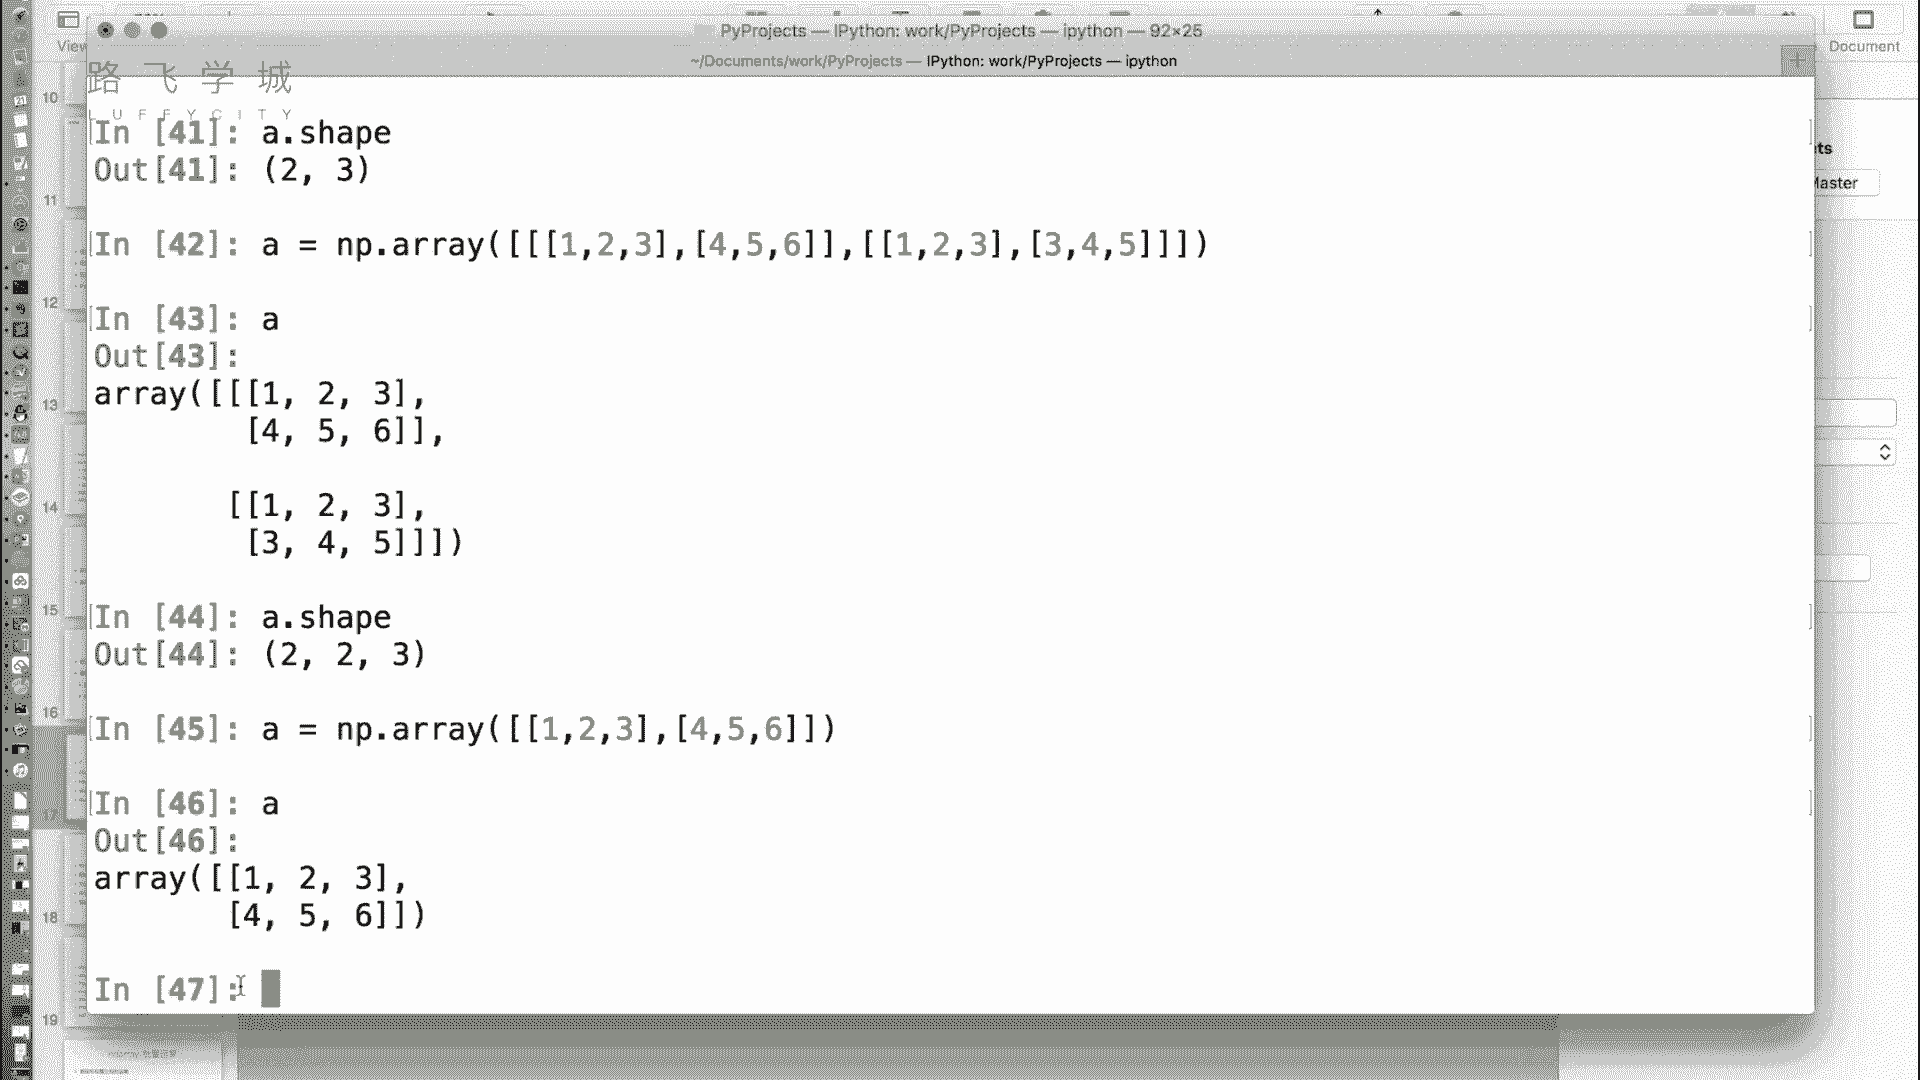 View
Document
PyProjects — IPython: work/PyProjects — ipython — 92×25
~/Documents/work/PyProjects — IPython: work/PyProjects — ipython
路飞学城
LUFFYCITY
In [41]: a.shape
Out[41]: (2, 3)
In [42]: a = np.array([[[1,2,3],[4,5,6]],[[1,2,3],[3,4,5]]])
In [43]: a
Out[43]:
array([[[1, 2, 3],
[4, 5, 6]],
[[1, 2, 3],
[3, 4, 5]]])
In [44]: a.shape
Out[44]: (2, 2, 3)
In [45]: a = np.array([[1,2,3],[4,5,6]])
In [46]: a
Out[46]:
array([[1, 2, 3],
[4, 5, 6]])
In [47]:
10
11
12
13
14
15
16
17
18
19
ts
Master